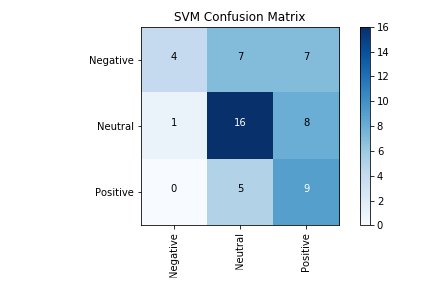 SVM Confusion Matrix
Negative 4 7 7
Neutral 1 16 8
Positive 0 5 9
Negative
Neutral
Positive
16
14
12
10
8
6
4
2
0